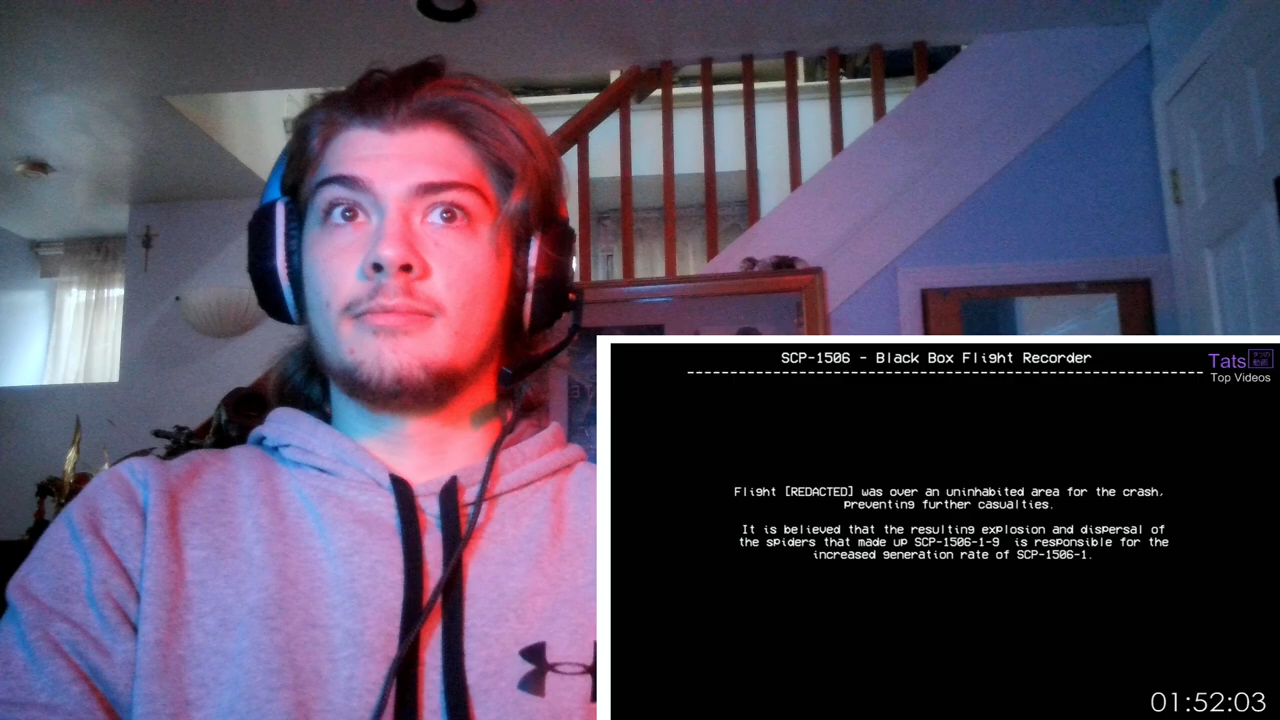 SCP-1506 - Black Box Flight Recorder
Tats
Top Videos
Flight [REDACTED] was over an uninhabited area for the crash,
preventing further casualties.
It is believed that the resulting explosion and dispersal of
the spiders that made up SCP-1506-1-9 is responsible for the
increased generation rate of SCP-1506-1.
01:52:03